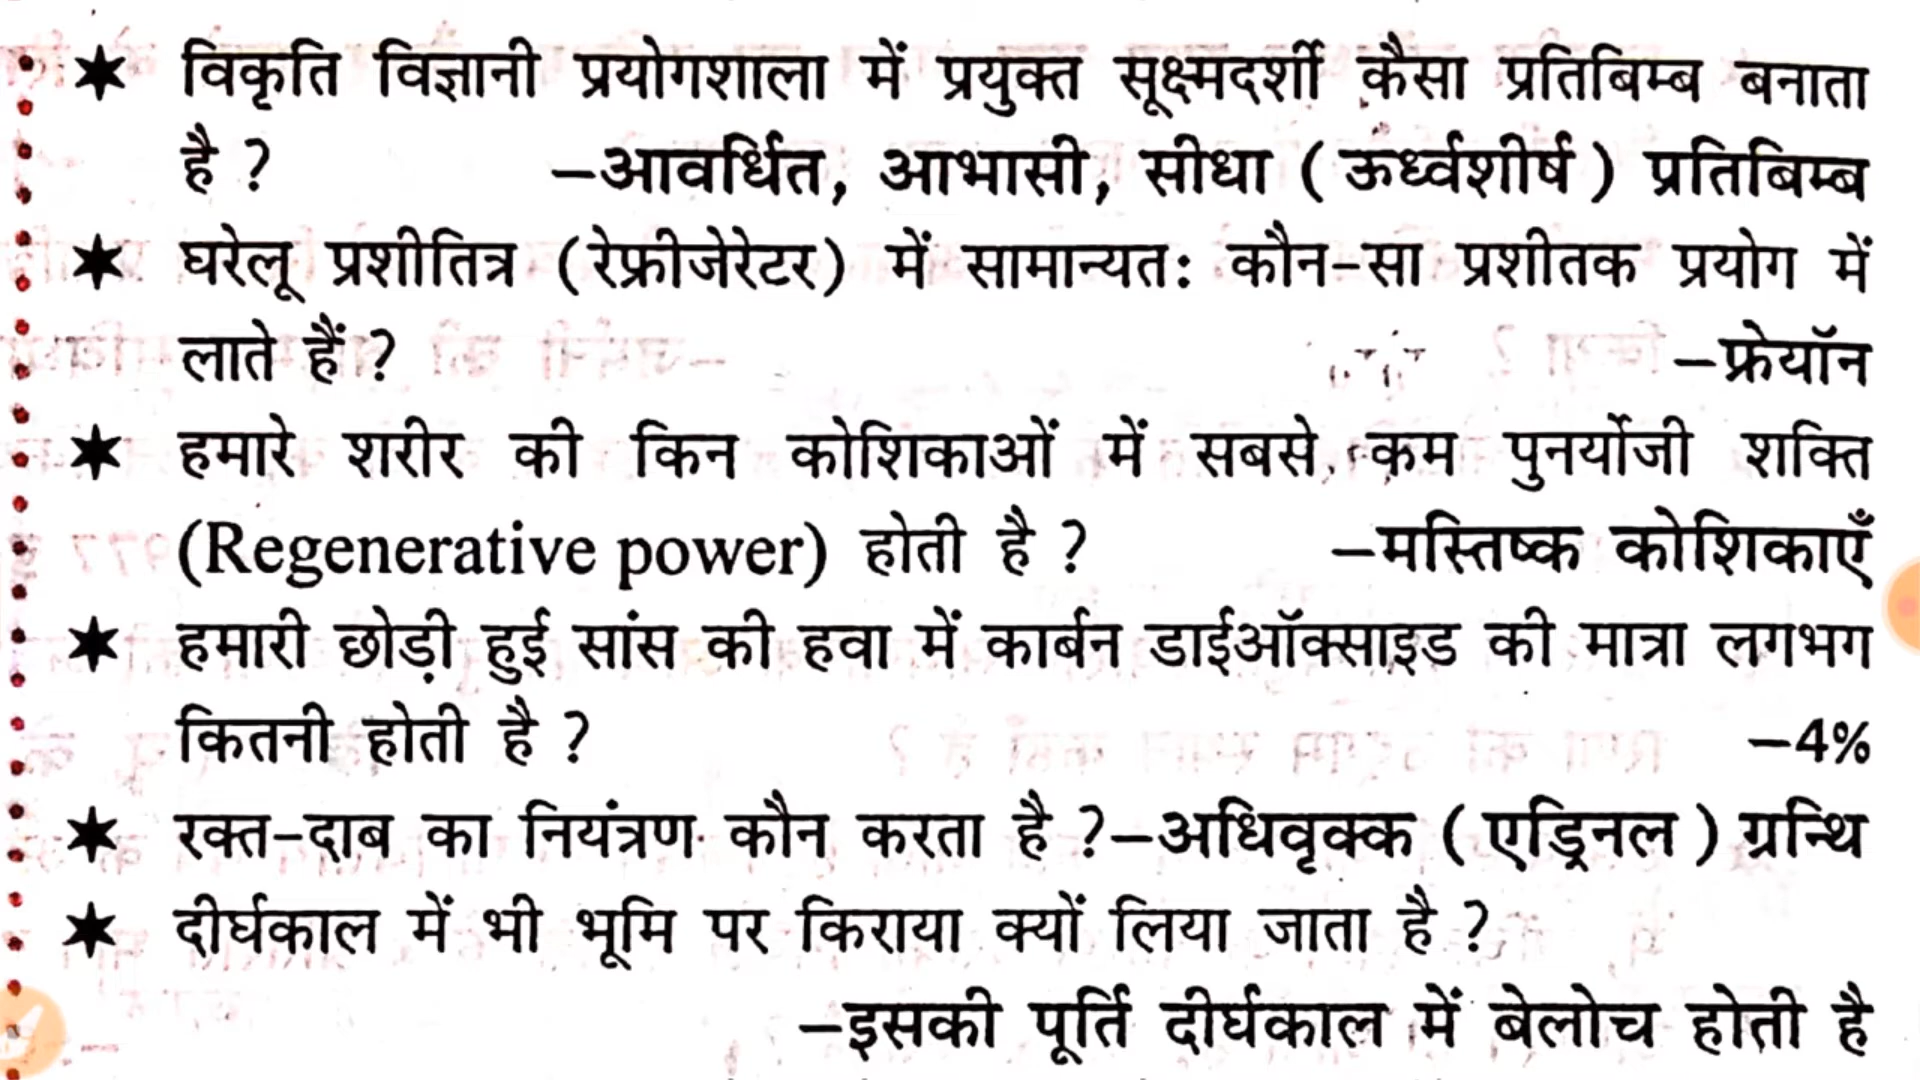 ★ विकृति विज्ञानी प्रयोगशाला में प्रयुक्त सूक्ष्मदर्शी कैसा प्रतिबिम्ब बनाता
है ? –आवर्धित, आभासी, सीधा ( ऊर्ध्वशीर्ष ) प्रतिबिम्ब
★ घरेलू प्रशीतित्र (रेफ्रीजेरेटर) में सामान्यतः कौन-सा प्रशीतक प्रयोग में
लाते हैं ? –फ्रेयॉन
★ हमारे शरीर की किन कोशिकाओं में सबसे कम पुनर्योजी शक्ति
(Regenerative power) होती है ? –मस्तिष्क कोशिकाएँ
★ हमारी छोड़ी हुई सांस की हवा में कार्बन डाईऑक्साइड की मात्रा लगभग
कितनी होती है ? –4%
★ रक्त-दाब का नियंत्रण कौन करता है ?–अधिवृक्क ( एड्रिनल ) ग्रन्थि
★ दीर्घकाल में भी भूमि पर किराया क्यों लिया जाता है ?
–इसकी पूर्ति दीर्घकाल में बेलोच होती है